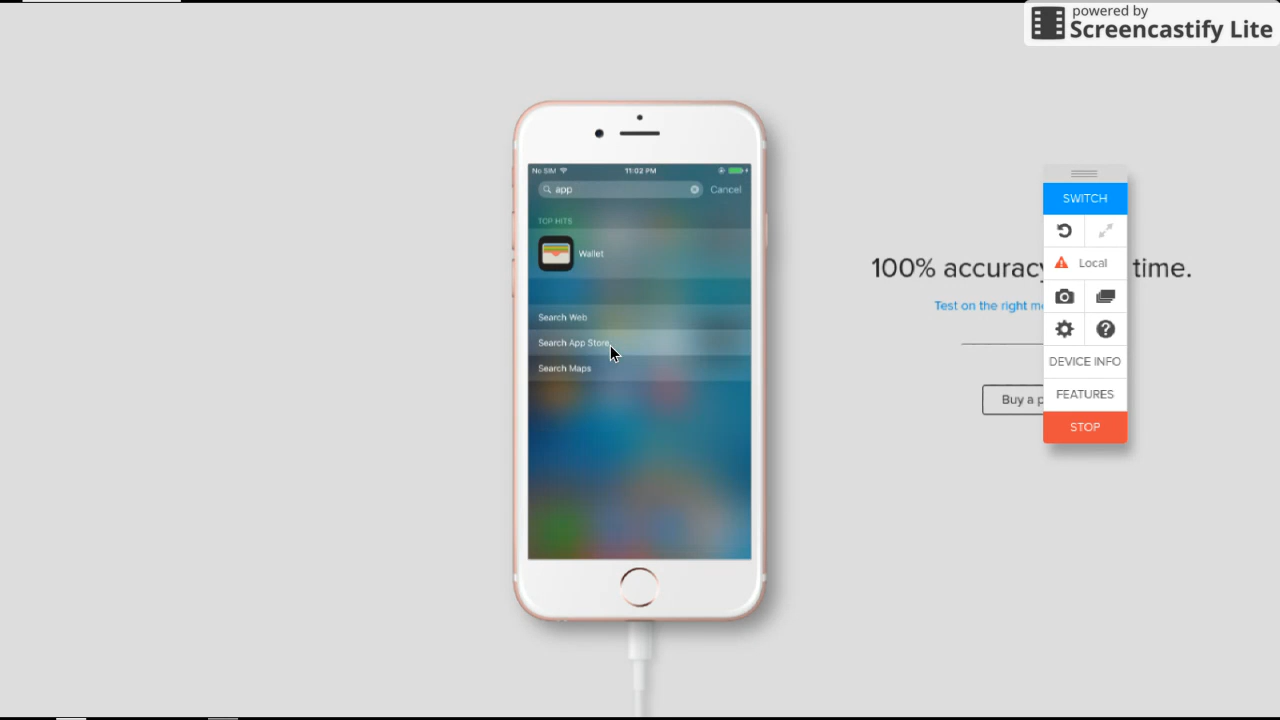 powered by
Screencastify Lite
No SIM
11:02 PM
app
Cancel
TOP HITS
Wallet
Search Web
Search App Store
Search Maps
100% accuracy
time.
Test on the right
Buy a
SWITCH
Local
DEVICE INFO
FEATURES
STOP